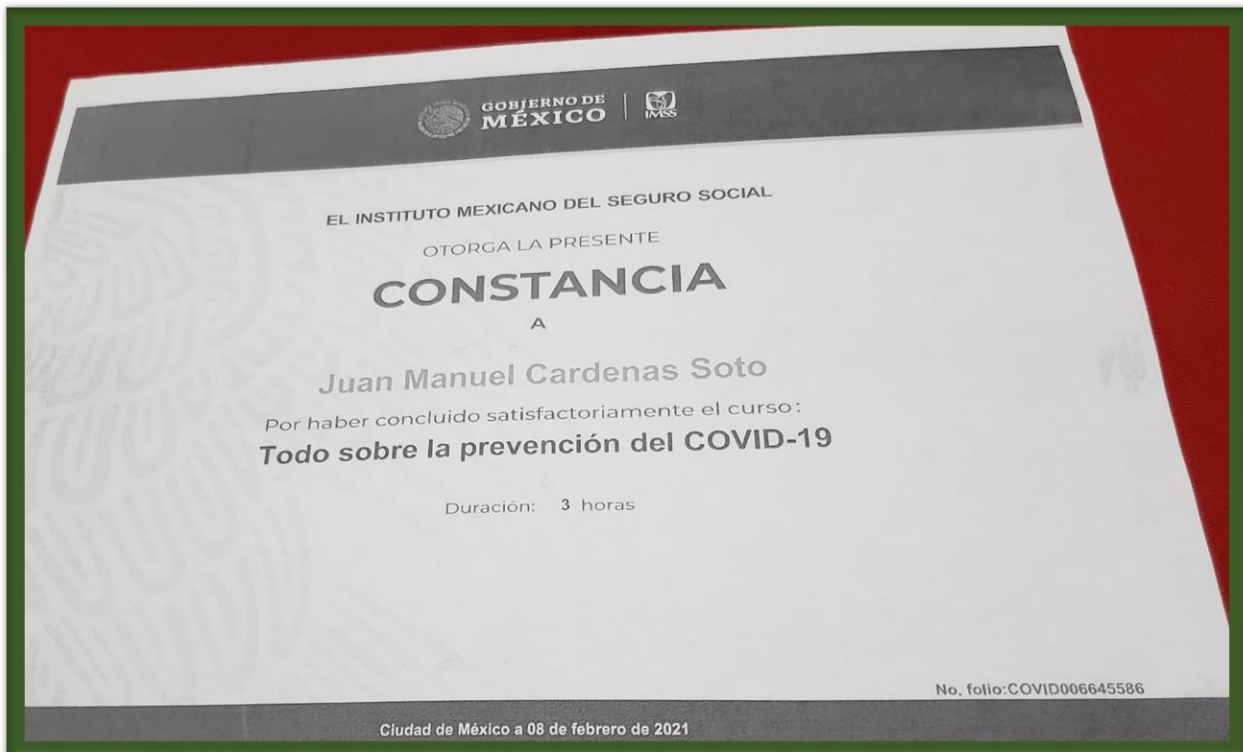 GOBIERNO DE
MÉXICO
IMSS
EL INSTITUTO MEXICANO DEL SEGURO SOCIAL
OTORGA LA PRESENTE
CONSTANCIA
A
Juan Manuel Cardenas Soto
Por haber concluido satisfactoriamente el curso:
Todo sobre la prevención del COVID-19
Duración: 3 horas
No. folio:COVID006645586
Ciudad de México a 08 de febrero de 2021